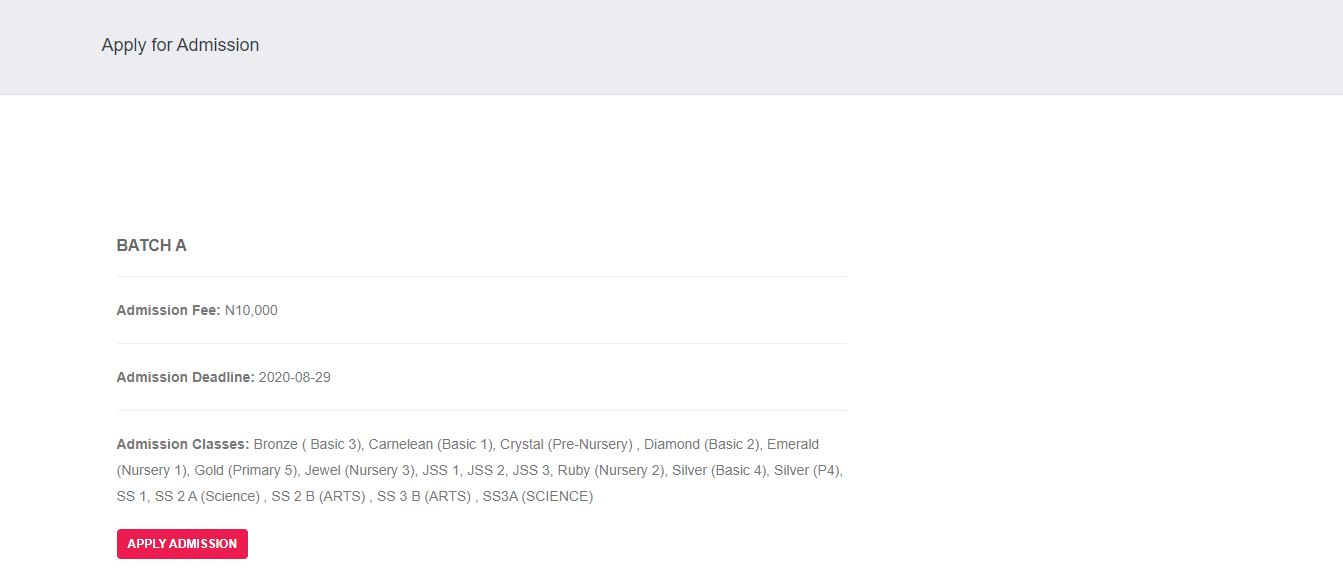 Apply for Admission
BATCH A
Admission Fee: N10,000
Admission Deadline: 2020-08-29
Admission Classes: Bronze ( Basic 3), Carnelean (Basic 1), Crystal (Pre-Nursery) , Diamond (Basic 2), Emerald
(Nursery 1), Gold (Primary 5), Jewel (Nursery 3), JSS 1, JSS 2, JSS 3, Ruby (Nursery 2), Silver (Basic 4), Silver (P4),
SS 1, SS 2 A (Science) , SS 2 B (ARTS) , SS 3 B (ARTS) , SS3A (SCIENCE)
APPLY ADMISSION